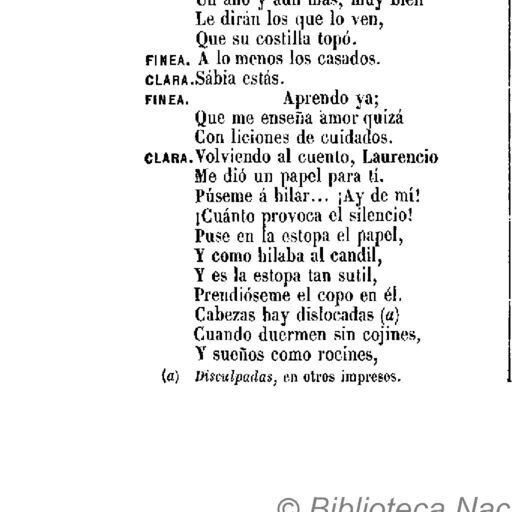 Un año y aun más, muy bien
Le dirán los que lo ven,
Que su costilla topó.
FINEA. A lo menos los casados.
CLARA. Sábia estás.
FINEA. Aprendo ya;
Que me enseña amor quizá
Con liciones de cuidados.
CLARA. Volviendo al cuento, Laurencio
Me dió un papel para tí.
Púseme á hilar... ¡Ay de mí!
¡Cuánto provoca el silencio!
Puse en la estopa el papel,
Y como hilaba al candil,
Y es la estopa tan sutil,
Prendióseme el copo en él.
Cabezas hay dislocadas (a)
Cuando duermen sin cojines,
Y sueños como rocines,
(a) Disculpadas, en otros impresos.
© Biblioteca Nac